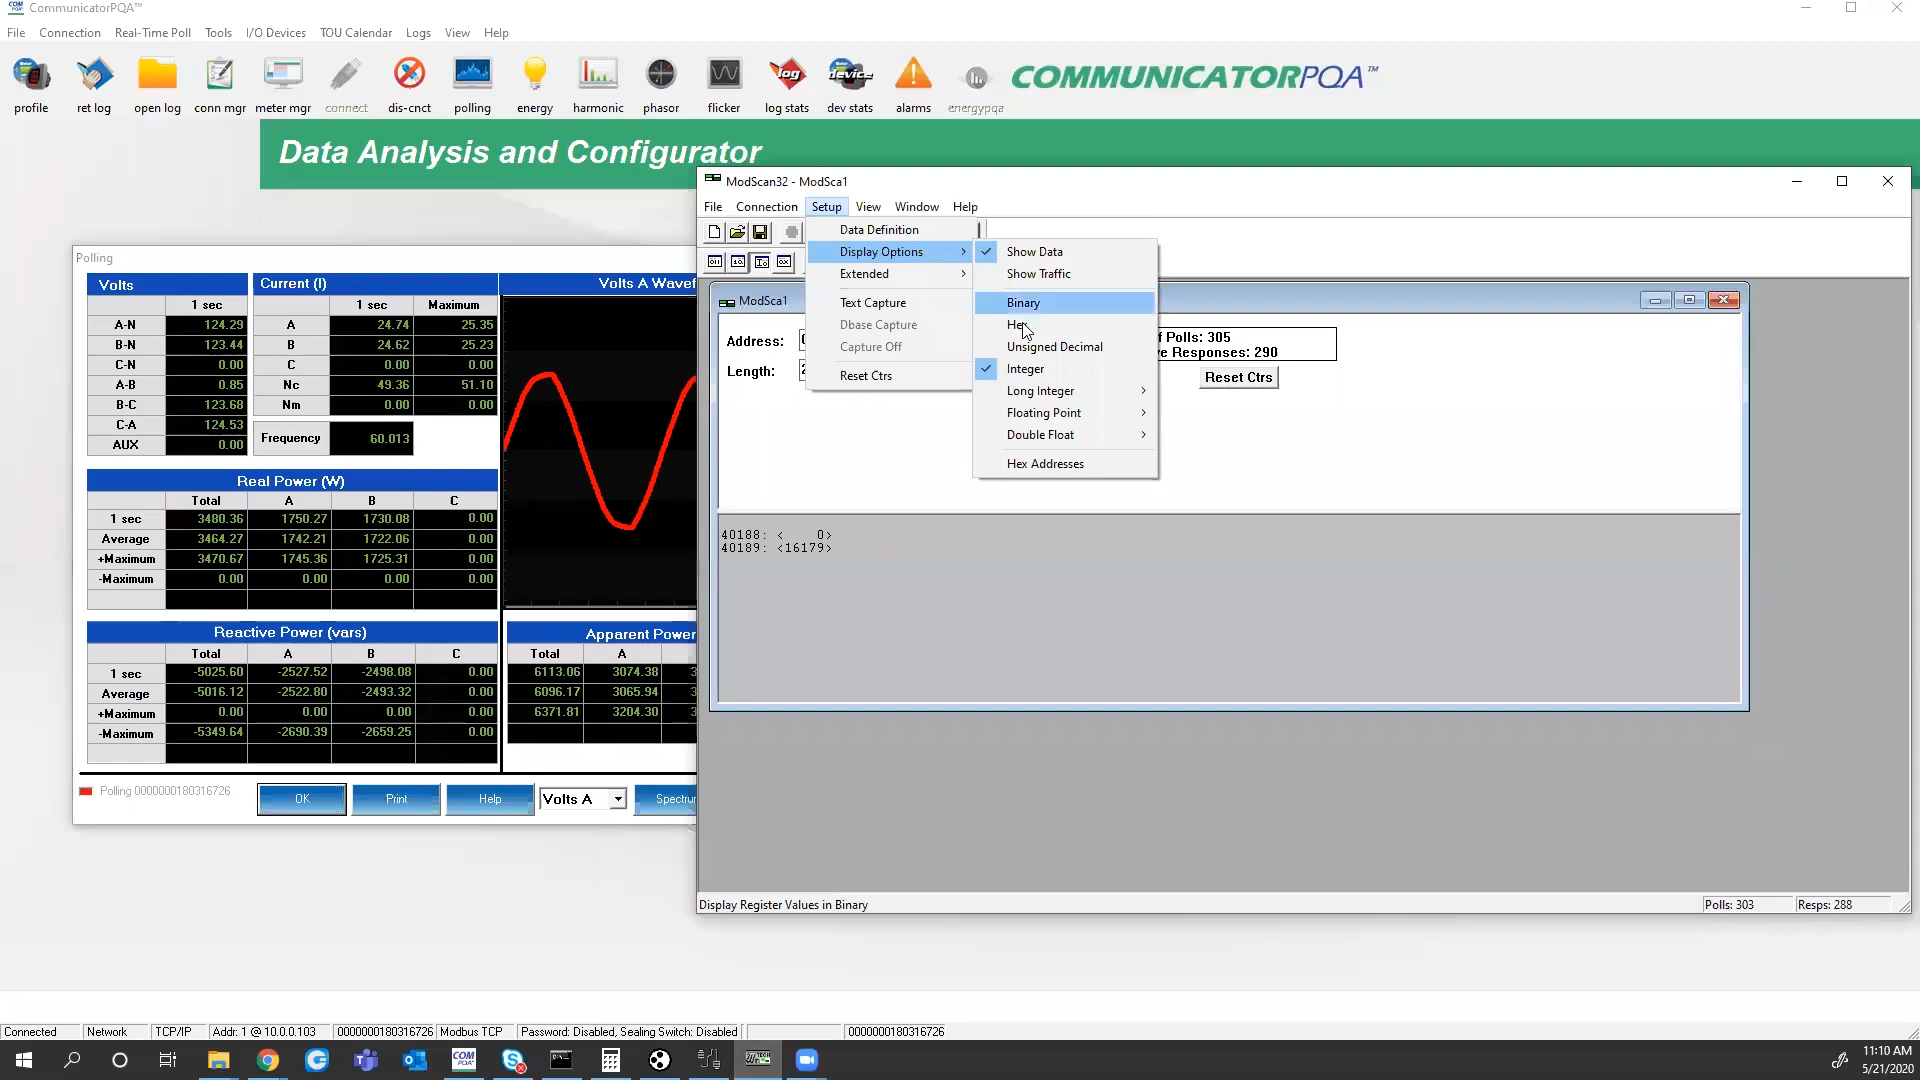 COM PQA CommunicatorPQA™
File Connection Real-Time Poll Tools I/O Devices TOU Calendar Logs View Help
profile ret log open log conn mgr meter mgr connect dis-cnct polling energy harmonic phasor flicker log stats dev stats alarms energypqa
COMMUNICATORPQA™
Data Analysis and Configurator
ModScan32 - ModSca1
File Connection Setup View Window Help
Data Definition
Display Options
Extended
Text Capture
Dbase Capture
Capture Off
Reset Ctrs
Show Data
Show Traffic
Binary
Hex
Unsigned Decimal
Integer
Long Integer
Floating Point
Double Float
Hex Addresses
ModSca1
Address:
Length:
f Polls: 305
e Responses: 290
Reset Ctrs
40188: < 0>
40189: <16179>
Display Register Values in Binary
Polls: 303
Resps: 288
Polling
Volts
1 sec
A-N 124.29
B-N 123.44
C-N 0.00
A-B 0.85
B-C 123.68
C-A 124.53
AUX 0.00
Current (I)
1 sec Maximum
A 24.74 25.35
B 24.62 25.23
C 0.00 0.00
Nc 49.36 51.10
Nm 0.00 0.00
Frequency 60.013
Volts A Wavef
Real Power (W)
Total A B C
1 sec 3480.36 1750.27 1730.08 0.00
Average 3464.27 1742.21 1722.06 0.00
+Maximum 3470.67 1745.36 1725.31 0.00
-Maximum 0.00 0.00 0.00 0.00
Reactive Power (vars)
Total A B C
1 sec -5025.60 -2527.52 -2498.08 0.00
Average -5016.12 -2522.80 -2493.32 0.00
+Maximum 0.00 0.00 0.00 0.00
-Maximum -5349.64 -2690.39 -2659.25 0.00
Apparent Power
Total A
6113.06 3074.38 3
6096.17 3065.94 3
6371.81 3204.30 3
Polling 0000000180316726
OK Print Help Volts A Spectru
Connected Network TCP/IP Addr: 1 @ 10.0.0.103 0000000180316726 Modbus TCP Password: Disabled, Sealing Switch: Disabled 0000000180316726
11:10 AM
5/21/2020